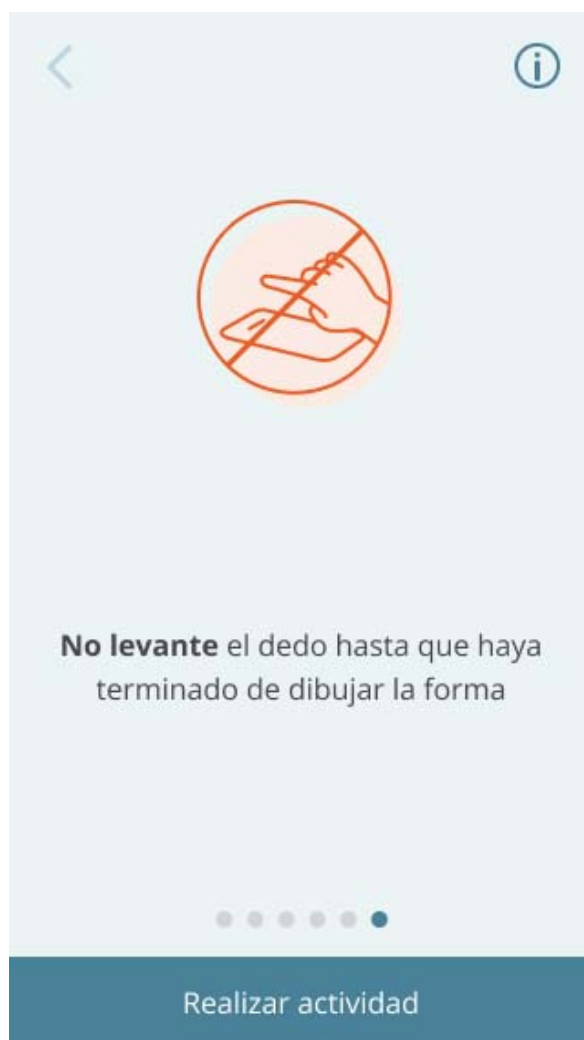 No levante el dedo hasta que haya
terminado de dibujar la forma
Realizar actividad